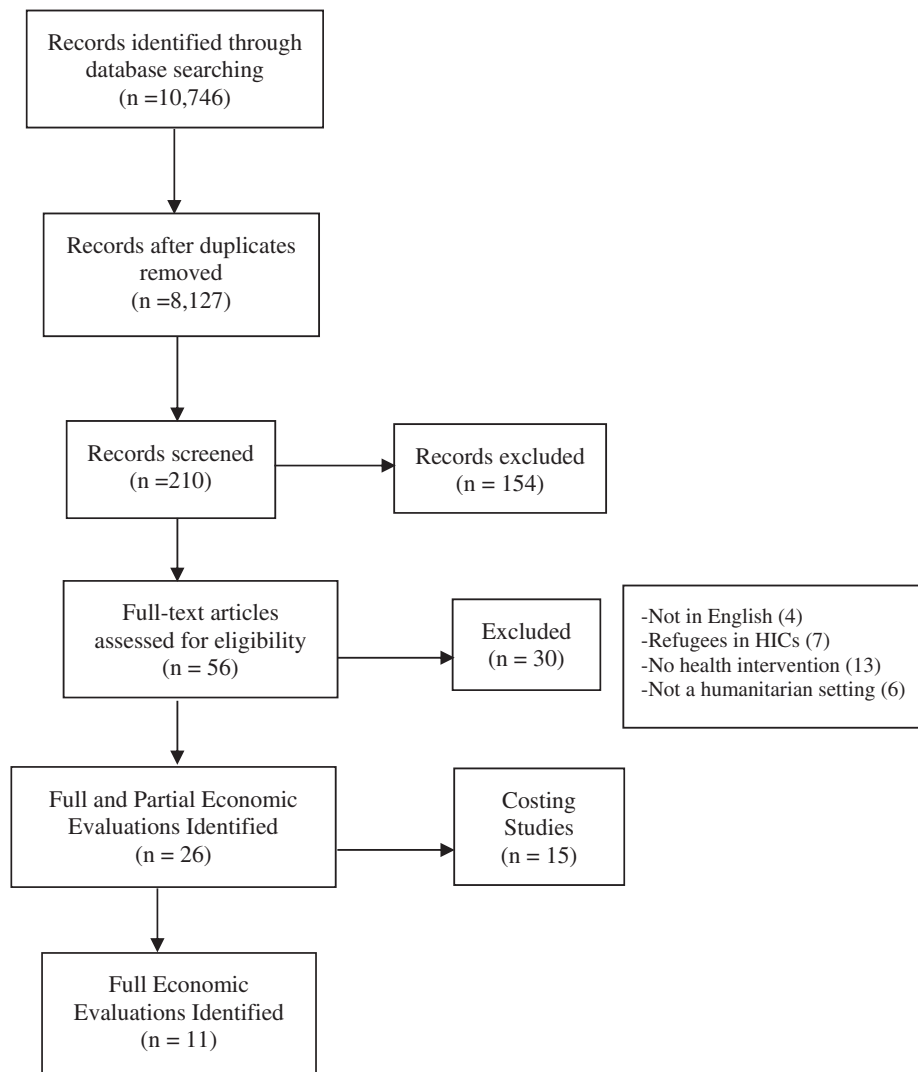 Records identified through
database searching
(n =10,746)
Records after duplicates
removed
(n =8,127)
Records screened
(n =210)
Records excluded
(n = 154)
Full-text articles
assessed for eligibility
(n = 56)
Excluded
(n = 30)
-Not in English (4)
-Refugees in HICs (7)
-No health intervention (13)
-Not a humanitarian setting (6)
Full and Partial Economic
Evaluations Identified
(n = 26)
Costing
Studies
(n = 15)
Full Economic
Evaluations Identified
(n = 11)